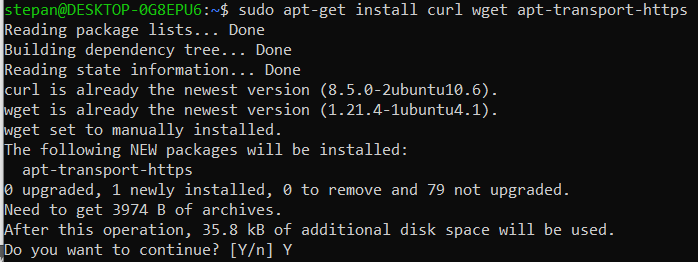 stepan@DESKTOP-0G8EPU6:~$ sudo apt-get install curl wget apt-transport-https
Reading package lists... Done
Building dependency tree... Done
Reading state information... Done
curl is already the newest version (8.5.0-2ubuntu10.6).
wget is already the newest version (1.21.4-1ubuntu4.1).
wget set to manually installed.
The following NEW packages will be installed:
  apt-transport-https
0 upgraded, 1 newly installed, 0 to remove and 79 not upgraded.
Need to get 3974 B of archives.
After this operation, 35.8 kB of additional disk space will be used.
Do you want to continue? [Y/n] Y